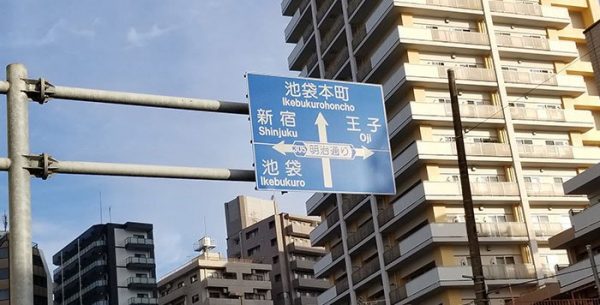 池袋本町
Ikebukurohoncho
新宿 王子
Shinjuku Oji
305 明治通り
池袋
Ikebukuro